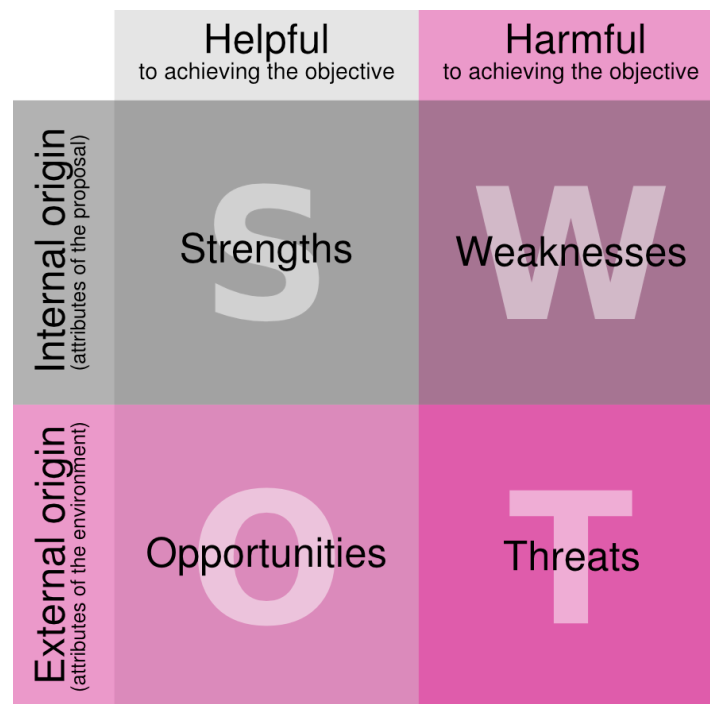 Helpful
to achieving the objective
Harmful
to achieving the objective
Internal origin
(attributes of the proposal)
S
Strengths
W
Weaknesses
External origin
(attributes of the environment)
O
Opportunities
T
Threats